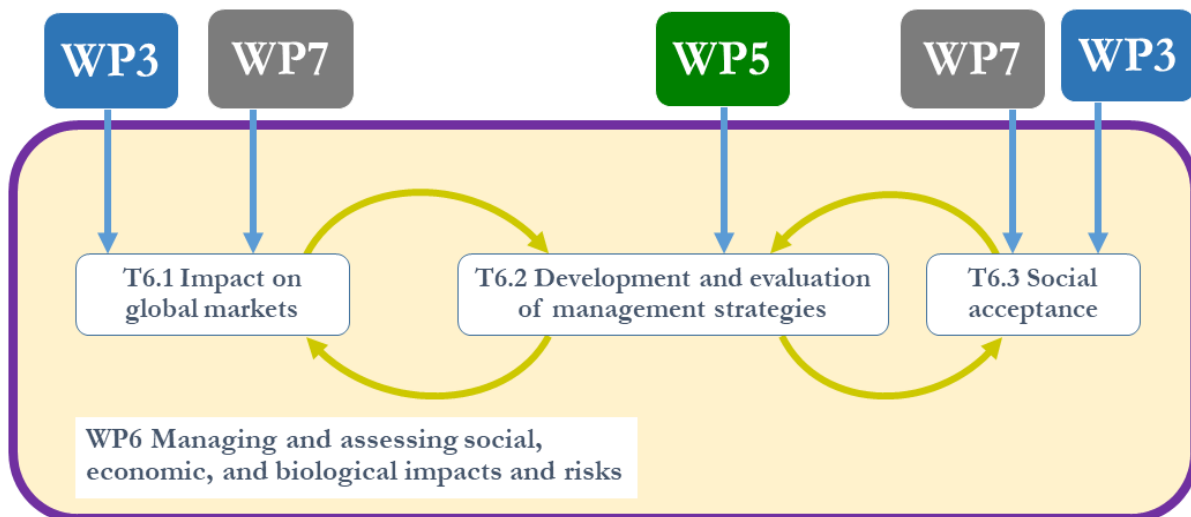 WP3
WP7
WP5
WP7
WP3
T6.1 Impact on
global markets
T6.2 Development and evaluation
of management strategies
T6.3 Social
acceptance
WP6 Managing and assessing social,
economic, and biological impacts and risks